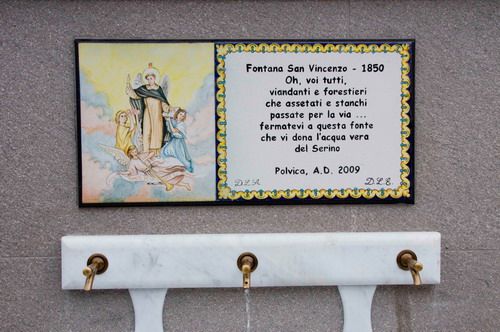 Fontana San Vincenzo - 1850
Oh, voi tutti,
viandanti e forestieri
che assetati e stanchi
passate per la via ...
fermatevi a questa fonte
che vi dona l'acqua vera
del Serino
Polvica, A.D. 2009
D.L.A. D.L.E.